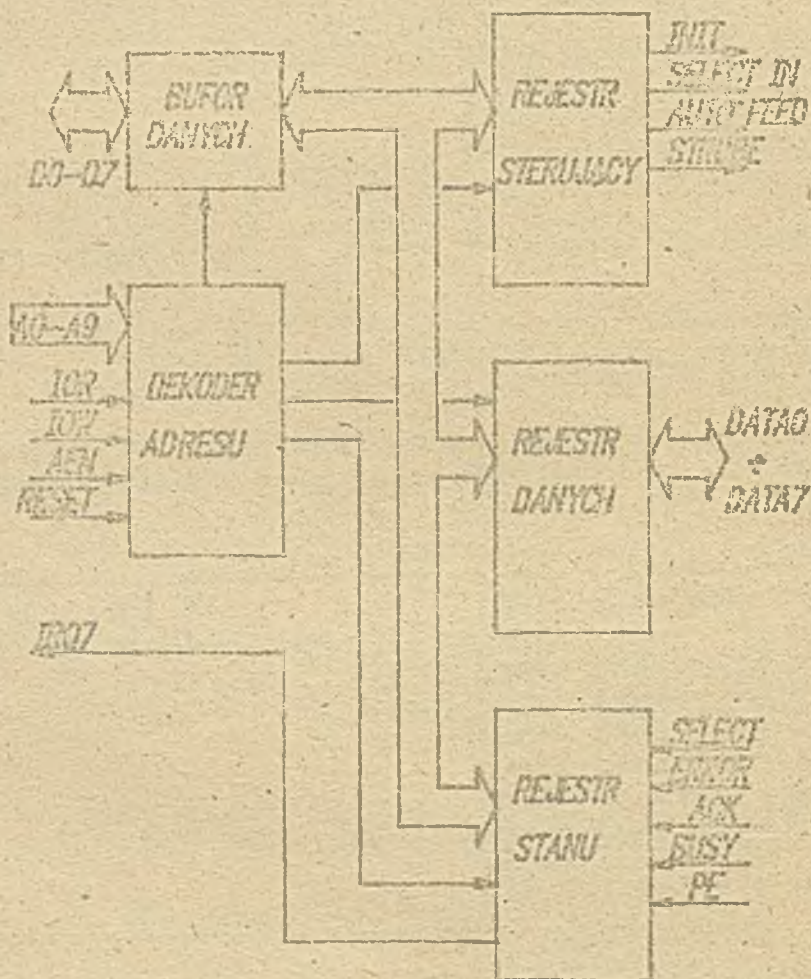 BUFOR
DANYCH
D0-D7
REJESTR
STERUJACY
INIT
SELECT IN
AUTO FEED
STROBE
A0-A9
IOR
IOW
AEN
RESET
DEKODER
ADRESU
REJESTR
DANYCH
DATA0
÷
DATA7
IRQ7
REJESTR
STANU
SELECT
ERROR
ACK
BUSY
PE